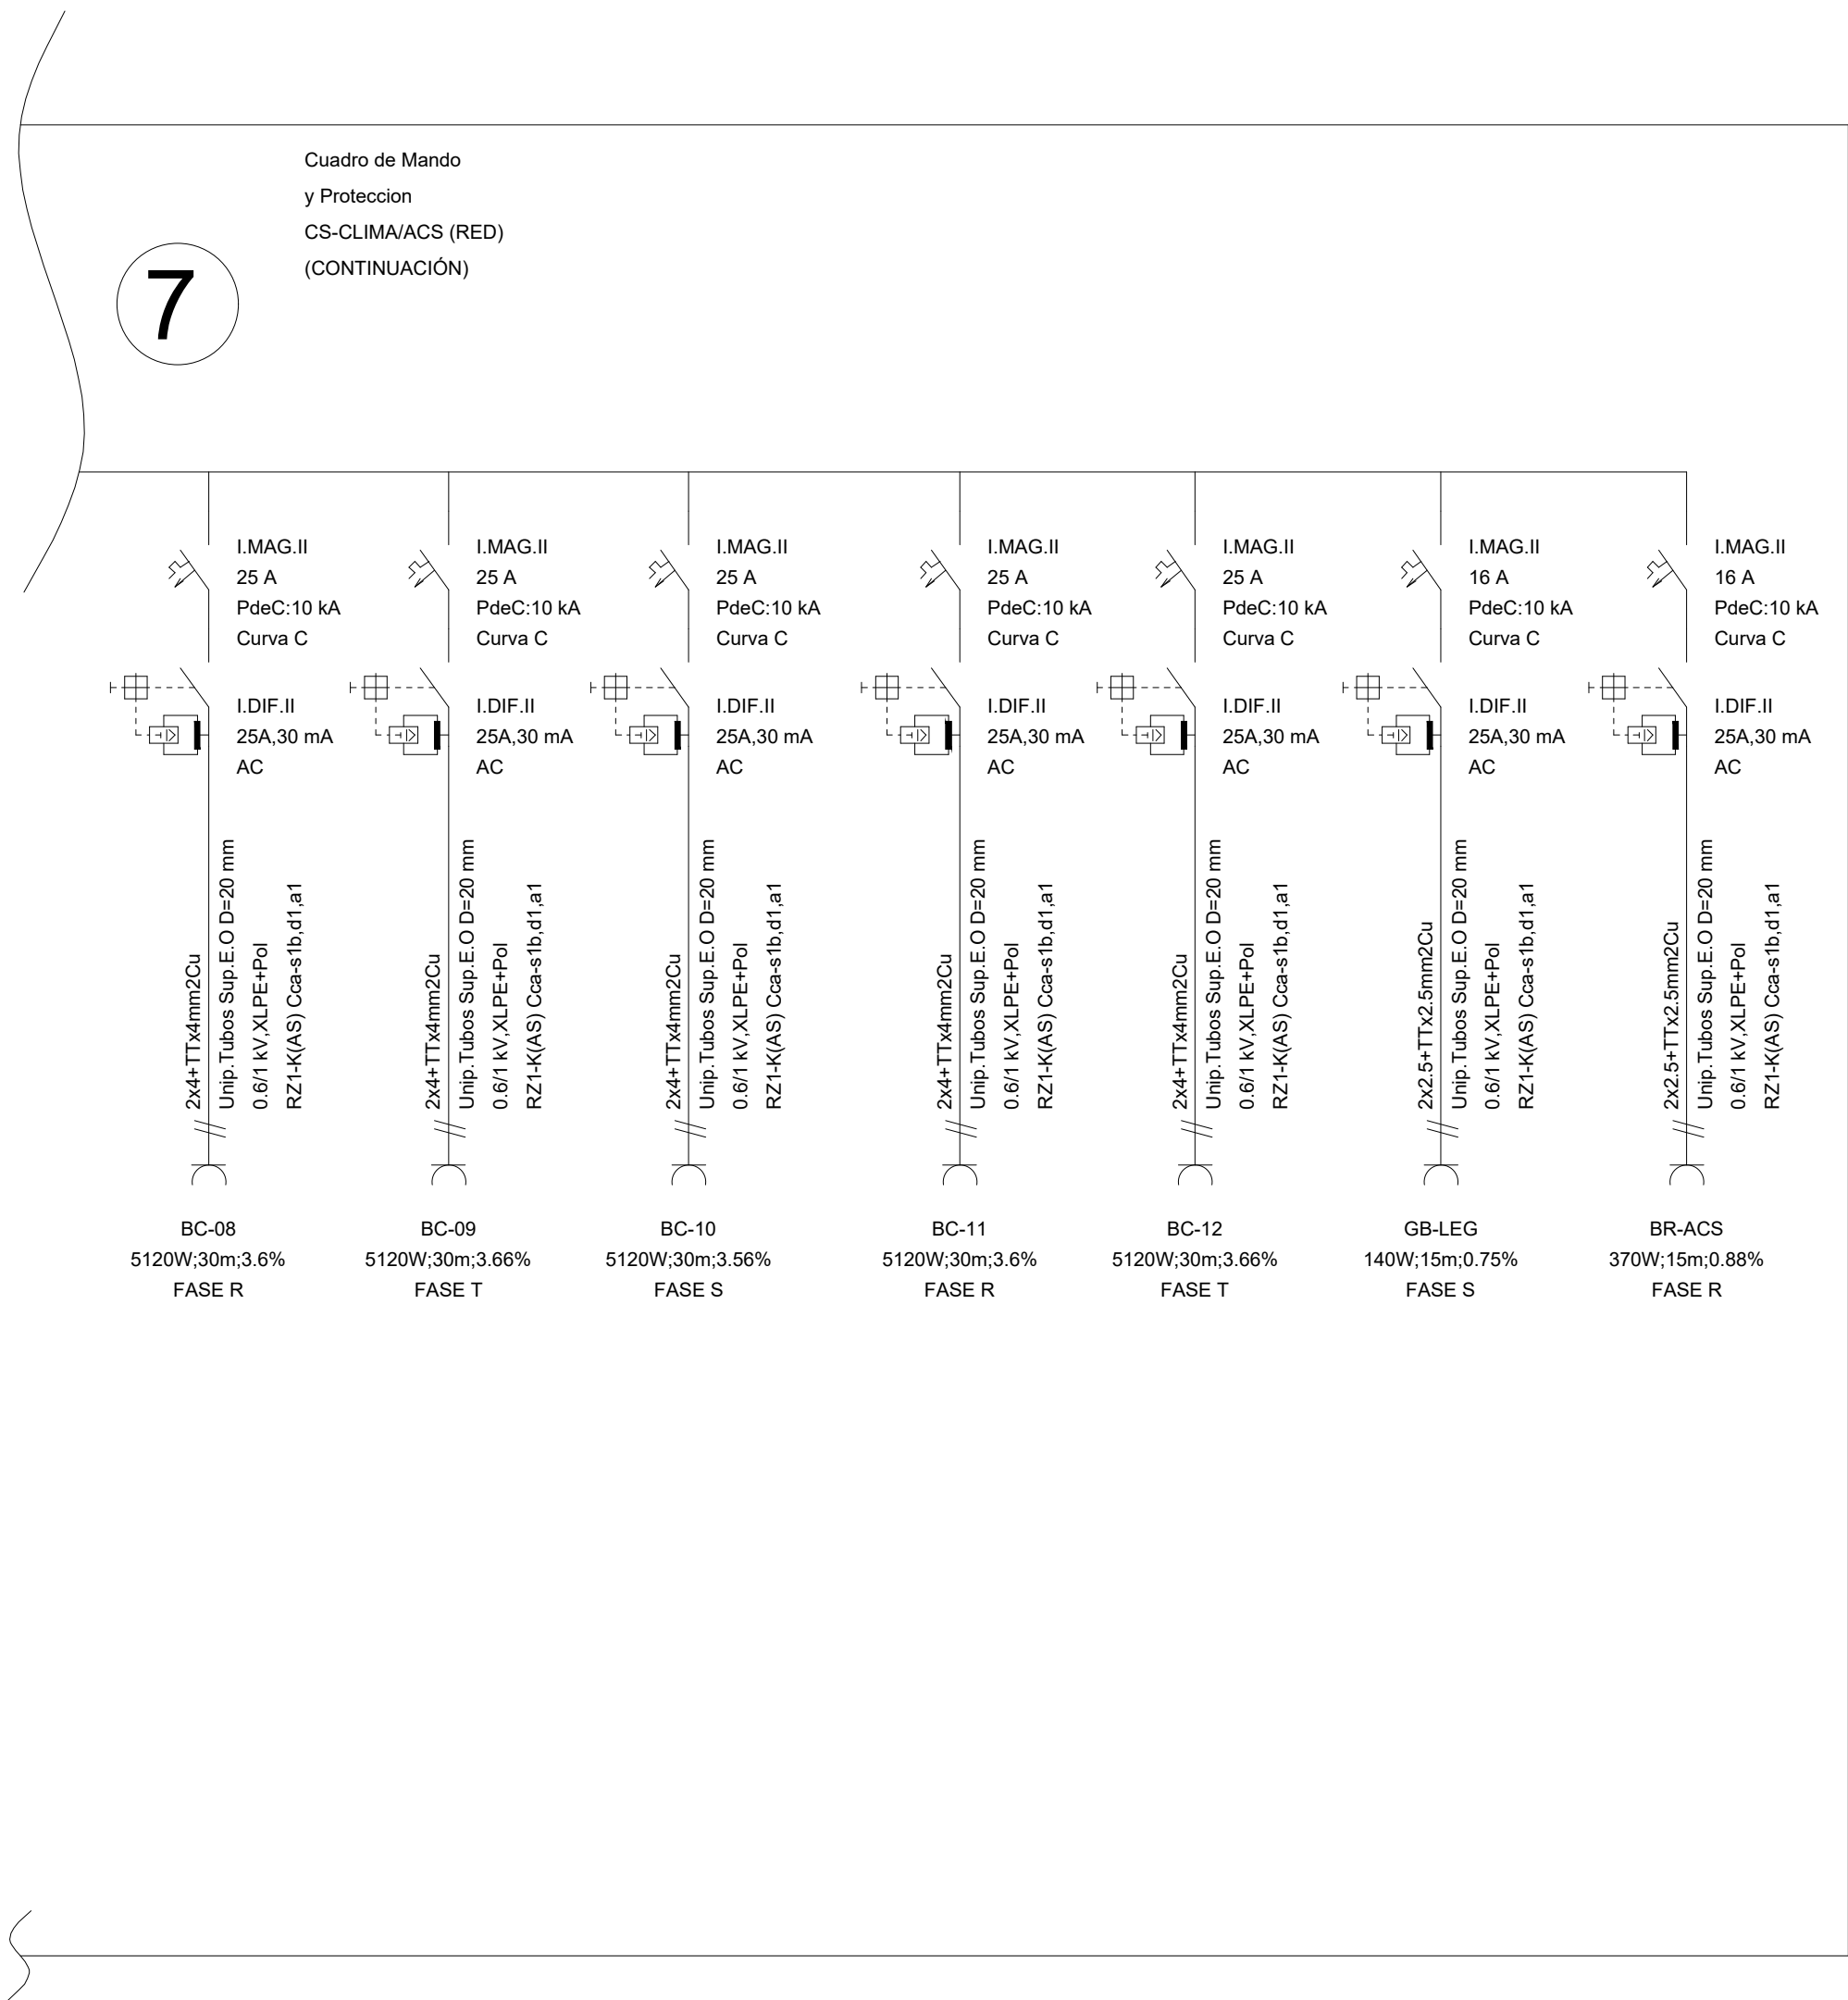 Cuadro de Mando
y Proteccion
CS-CLIMA/ACS (RED)
(CONTINUACIÓN)
7
I.MAG.II
25 A
PdeC:10 kA
Curva C
I.DIF.II
25A,30 mA
AC
2x4+TTx4mm2Cu
Unip.Tubos Sup.E.O D=20 mm
0.6/1 kV,XLPE+Pol
RZ1-K(AS) Cca-s1b,d1,a1
BC-08
5120W;30m;3.6%
FASE R
I.MAG.II
25 A
PdeC:10 kA
Curva C
I.DIF.II
25A,30 mA
AC
2x4+TTx4mm2Cu
Unip.Tubos Sup.E.O D=20 mm
0.6/1 kV,XLPE+Pol
RZ1-K(AS) Cca-s1b,d1,a1
BC-09
5120W;30m;3.66%
FASE T
I.MAG.II
25 A
PdeC:10 kA
Curva C
I.DIF.II
25A,30 mA
AC
2x4+TTx4mm2Cu
Unip.Tubos Sup.E.O D=20 mm
0.6/1 kV,XLPE+Pol
RZ1-K(AS) Cca-s1b,d1,a1
BC-10
5120W;30m;3.56%
FASE S
I.MAG.II
25 A
PdeC:10 kA
Curva C
I.DIF.II
25A,30 mA
AC
2x4+TTx4mm2Cu
Unip.Tubos Sup.E.O D=20 mm
0.6/1 kV,XLPE+Pol
RZ1-K(AS) Cca-s1b,d1,a1
BC-11
5120W;30m;3.6%
FASE R
I.MAG.II
25 A
PdeC:10 kA
Curva C
I.DIF.II
25A,30 mA
AC
2x4+TTx4mm2Cu
Unip.Tubos Sup.E.O D=20 mm
0.6/1 kV,XLPE+Pol
RZ1-K(AS) Cca-s1b,d1,a1
BC-12
5120W;30m;3.66%
FASE T
I.MAG.II
16 A
PdeC:10 kA
Curva C
I.DIF.II
25A,30 mA
AC
2x2.5+TTx2.5mm2Cu
Unip.Tubos Sup.E.O D=20 mm
0.6/1 kV,XLPE+Pol
RZ1-K(AS) Cca-s1b,d1,a1
GB-LEG
140W;15m;0.75%
FASE S
I.MAG.II
16 A
PdeC:10 kA
Curva C
I.DIF.II
25A,30 mA
AC
2x2.5+TTx2.5mm2Cu
Unip.Tubos Sup.E.O D=20 mm
0.6/1 kV,XLPE+Pol
RZ1-K(AS) Cca-s1b,d1,a1
BR-ACS
370W;15m;0.88%
FASE R